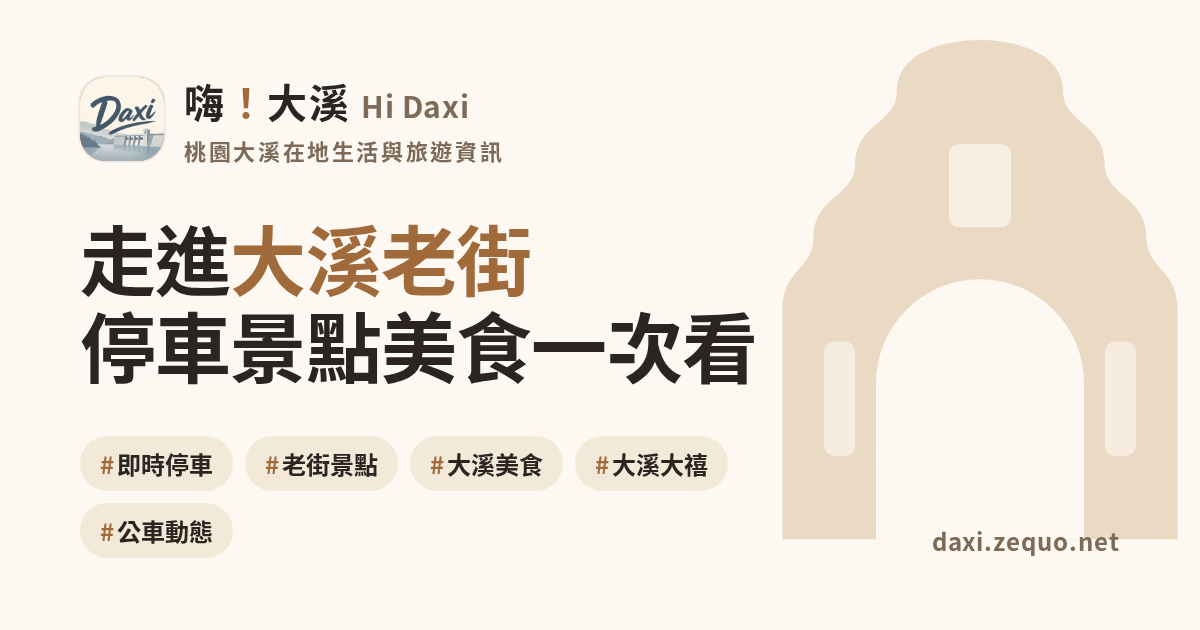 Daxi
嗨！大溪 Hi Daxi
桃園大溪在地生活與旅遊資訊
走進大溪老街
停車景點美食一次看
#即時停車 #老街景點 #大溪美食 #大溪大禧
#公車動態
daxi.zequo.net